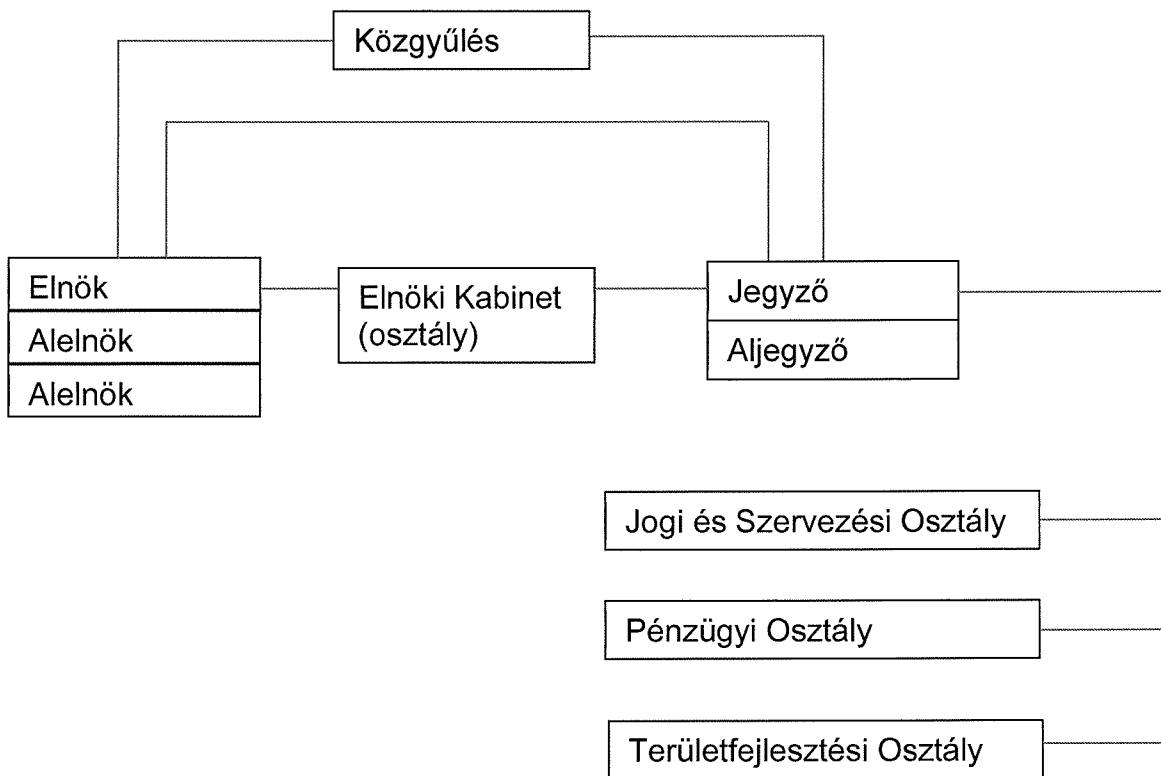 Közgyűlés
Elnök
Alelnök
Alelnök
Elnöki Kabinet
(osztály)
Jegyző
Aljegyző
Jogi és Szervezési Osztály
Pénzügyi Osztály
Területfejlesztési Osztály